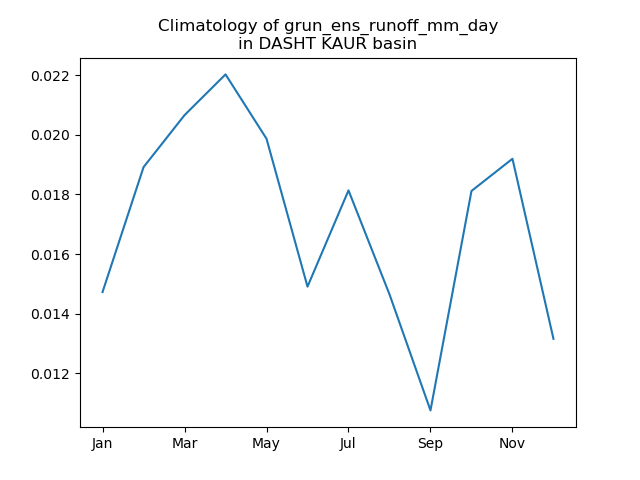 Climatology of grun_ens_runoff_mm_day
in DASHT KAUR basin
0.022
0.020
0.018
0.016
0.014
0.012
Jan Mar May Jul Sep Nov